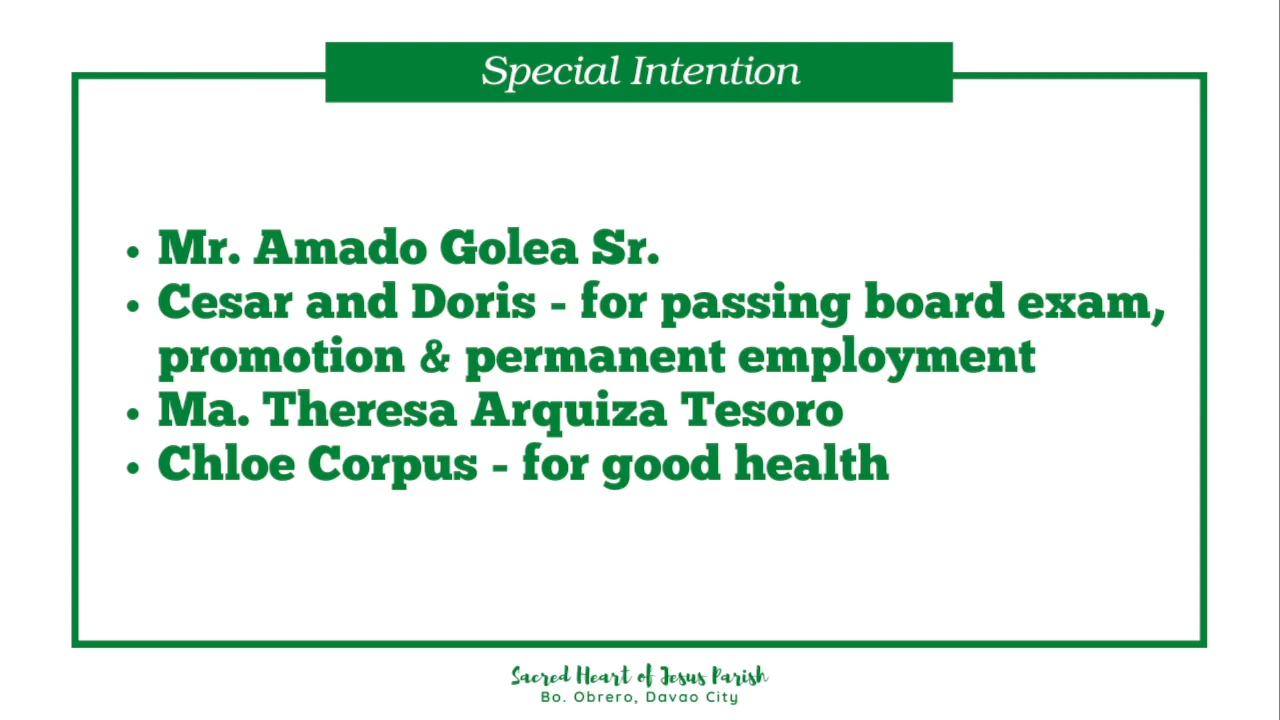 Special Intention
• Mr. Amado Golea Sr.
• Cesar and Doris - for passing board exam,
promotion & permanent employment
• Ma. Theresa Arquiza Tesoro
• Chloe Corpus - for good health
Sacred Heart of Jesus Parish
Bo. Obrero, Davao City